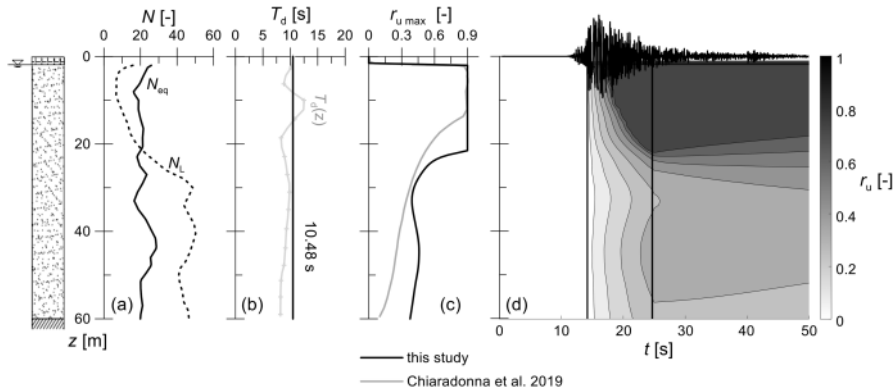 N [-]
0 20 40 60
T_d [s]
0 5 10 15 20
r_u max [-]
0.3 0.6 0.9
0
20
40
60
z [m]
N_eq
N_L
(a)
T_d(z)
10.48 s
(b)
(c)
(d)
0 10 20 30 40 50
t [s]
1
0.8
0.6
0.4
0.2
0
r_u [-]
this study
Chiaradonna et al. 2019